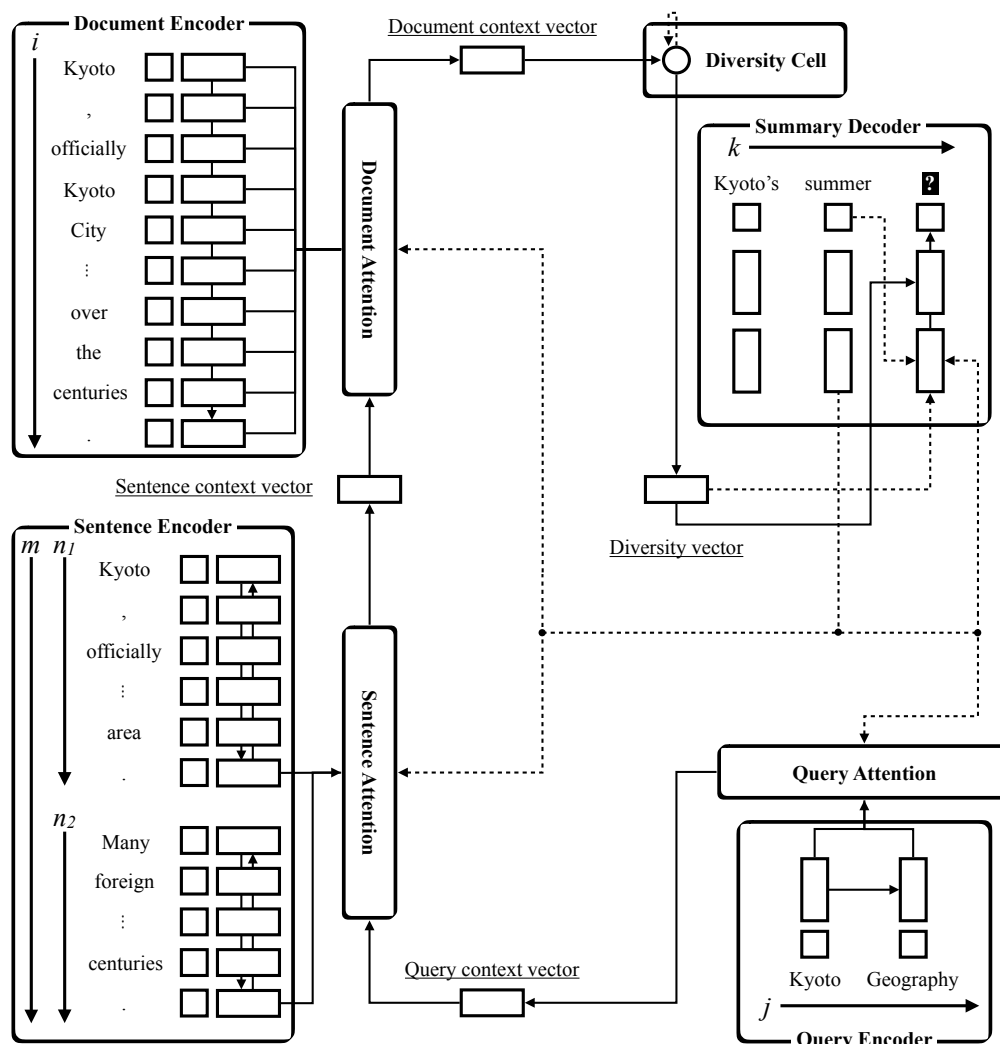 Document Encoder
i
Kyoto
,
officially
Kyoto
City
⋮
over
the
centuries
.
Document context vector
Document Attention
Diversity Cell
Summary Decoder
k
Kyoto's
summer
?
Sentence context vector
Diversity vector
Sentence Encoder
m
n1
Kyoto
,
officially
⋮
area
.
n2
Many
foreign
⋮
centuries
.
Sentence Attention
Query context vector
Query Attention
Kyoto
Geography
j
Query Encoder